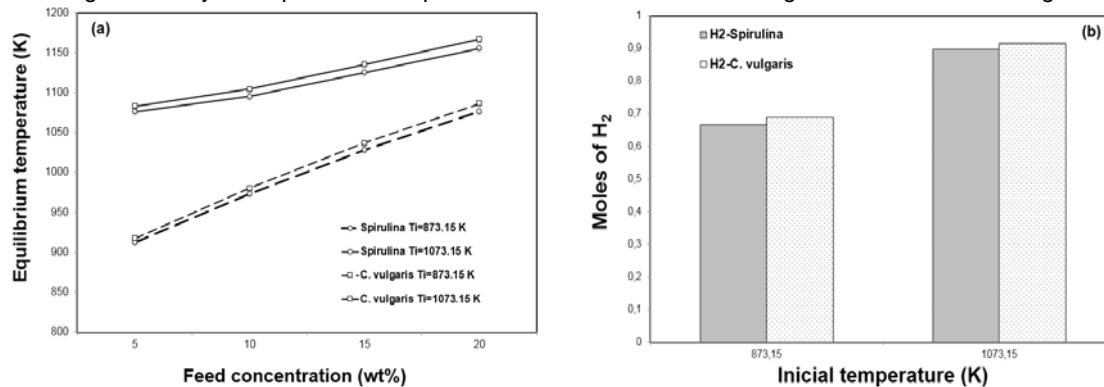 (a)
Equilibrium temperature (K)
1200
1150
1100
1050
1000
950
900
850
800
Spirulina Ti=873.15 K
Spirulina Ti=1073.15 K
C. vulgaris Ti=873.15 K
C. vulgaris Ti=1073.15 K
5 10 15 20
Feed concentration (wt%)
(b)
H2-Spirulina
H2-C. vulgaris
Moles of H₂
1
0,9
0,8
0,7
0,6
0,5
0,4
0,3
0,2
0,1
0
873,15 1073,15
Inicial temperature (K)